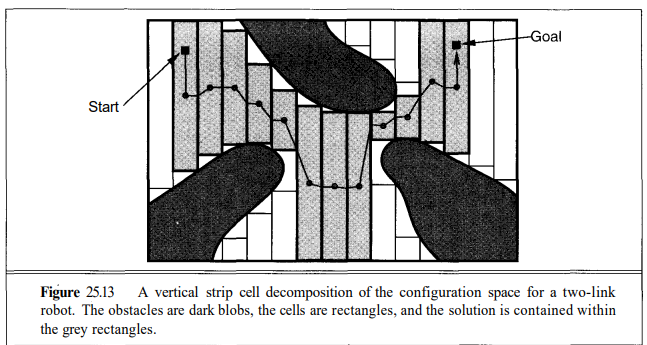 Goal
Start
Figure 25.13 A vertical strip cell decomposition of the configuration space for a two-link
robot. The obstacles are dark blobs, the cells are rectangles, and the solution is contained within
the grey rectangles.